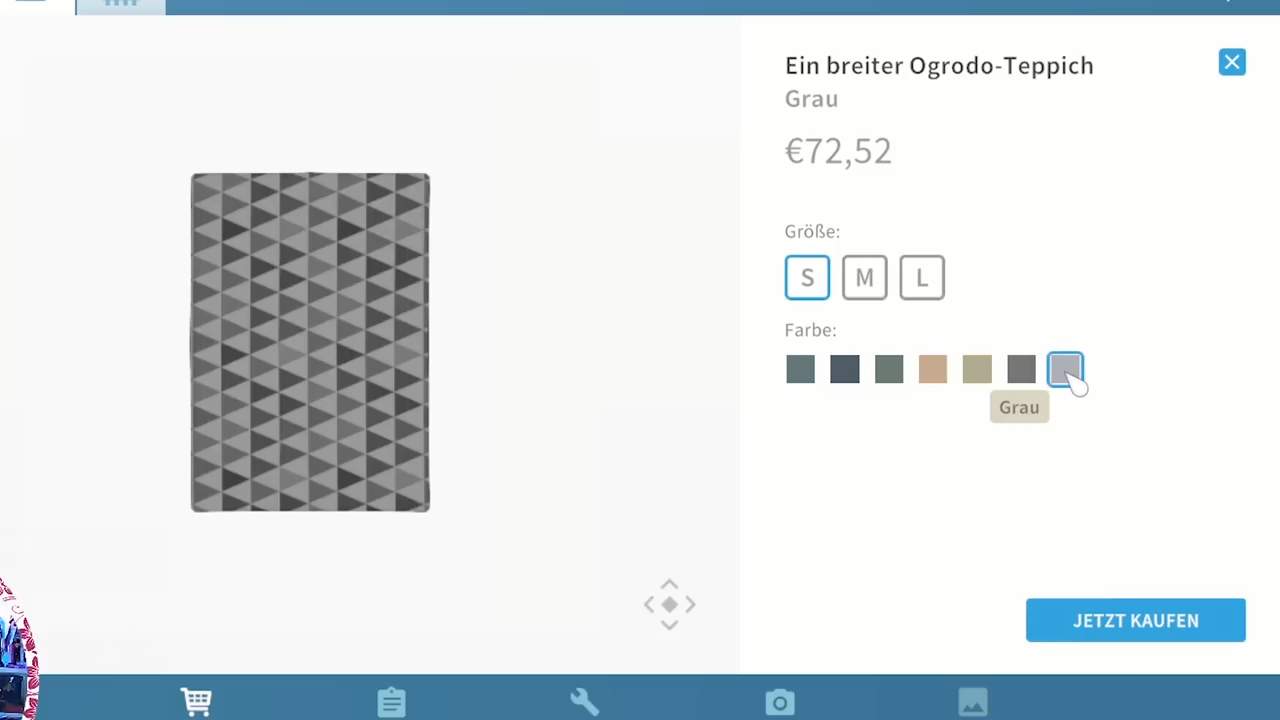 Ein breiter Ogrodo-Teppich
Grau
€72,52
Größe:
S M L
Farbe:
Grau
JETZT KAUFEN